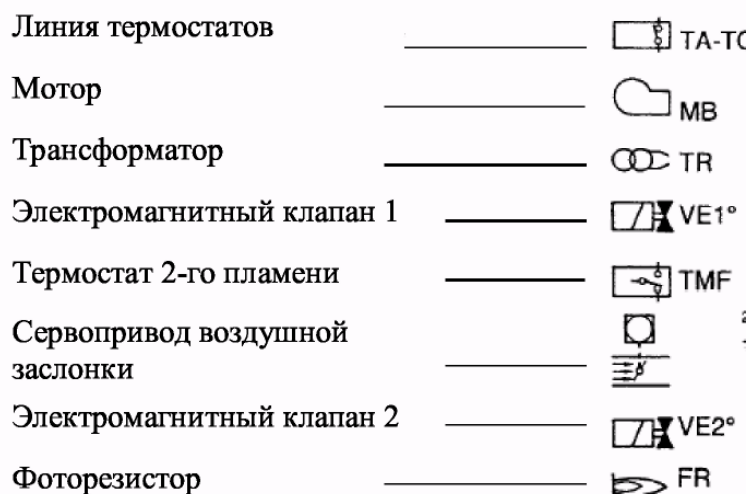 Линия термостатов TA-TC
Мотор MB
Трансформатор TR
Электромагнитный клапан 1 VE1°
Термостат 2-го пламени TMF
Сервопривод воздушной
заслонки
Электромагнитный клапан 2 VE2°
Фоторезистор FR